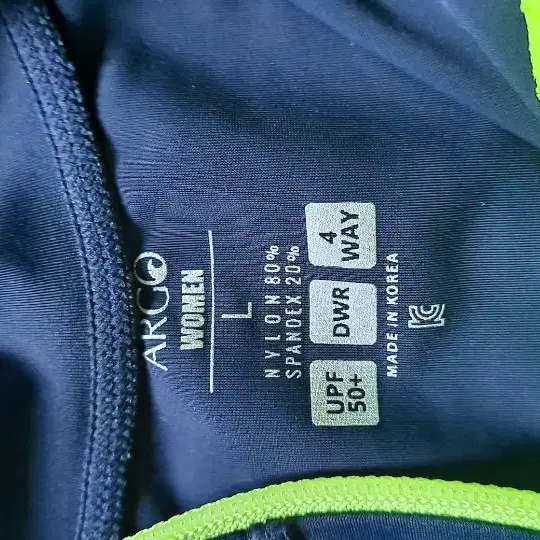 ARGO
WOMEN
L
NYLON 80%
SPANDEX 20%
UPF 50+
DWR
4 WAY
MADE IN KOREA